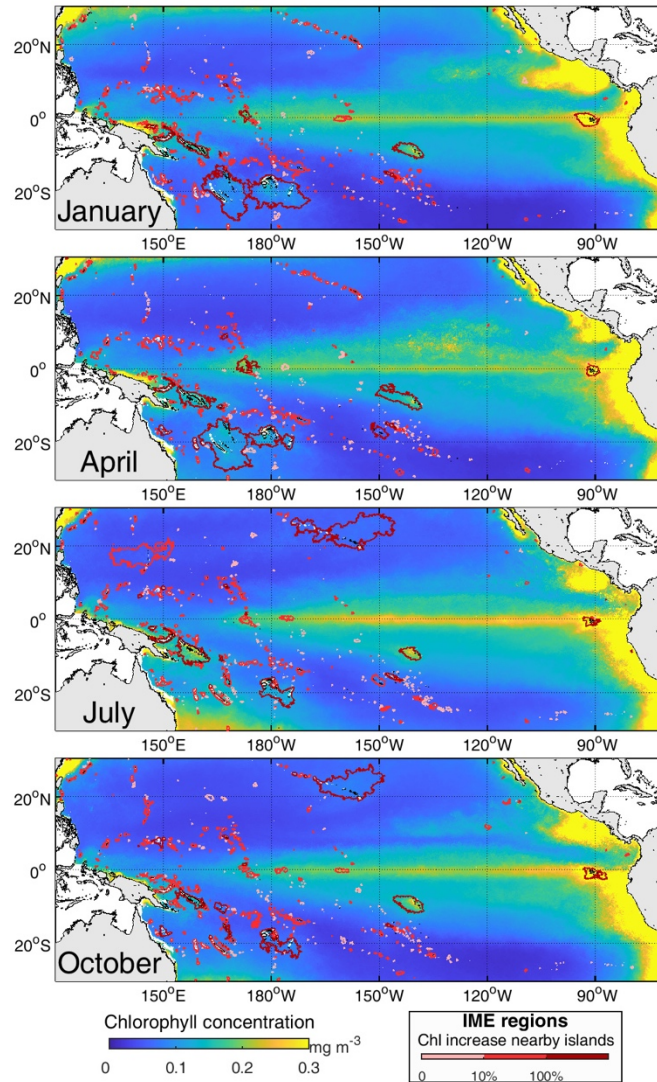 20°N
0°
20°S
January
150°E
180°W
150°W
120°W
90°W
20°N
0°
20°S
April
150°E
180°W
150°W
120°W
90°W
20°N
0°
20°S
July
150°E
180°W
150°W
120°W
90°W
20°N
0°
20°S
October
150°E
180°W
150°W
120°W
90°W
Chlorophyll concentration
mg m⁻³
0 0.1 0.2 0.3
IME regions
Chl increase nearby islands
0 10% 100%